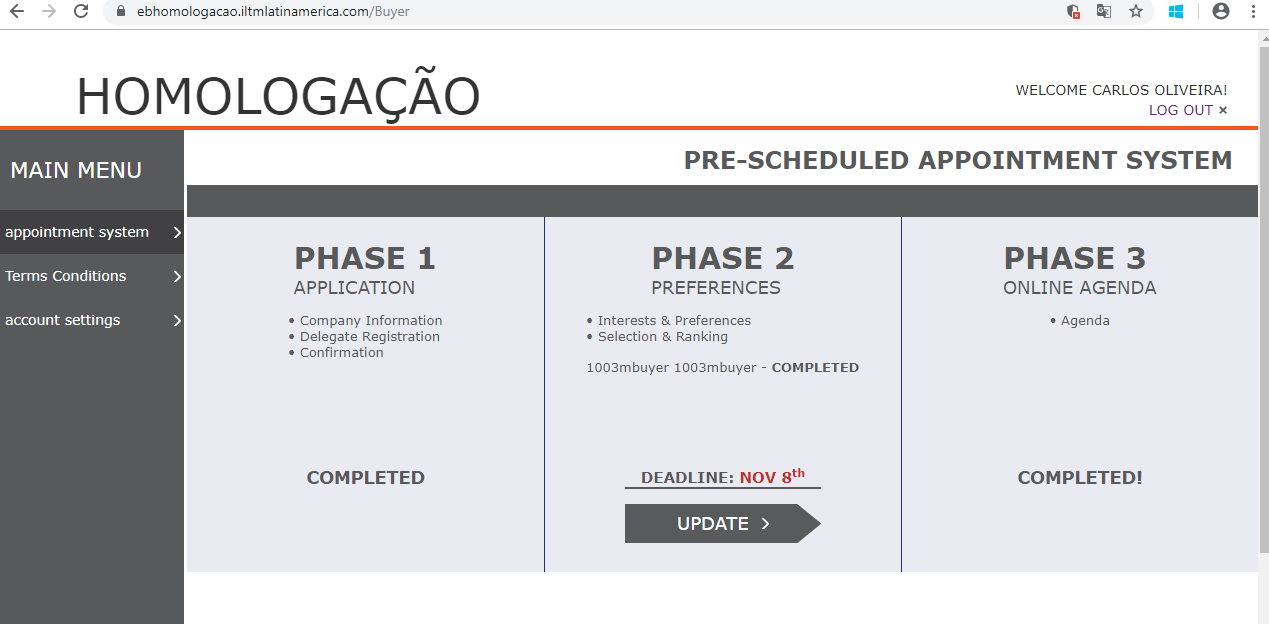 ebhomologacao.iltmlatinamerica.com/Buyer
HOMOLOGAÇÃO
WELCOME CARLOS OLIVEIRA!
LOG OUT ×
MAIN MENU
PRE-SCHEDULED APPOINTMENT SYSTEM
appointment system
Terms Conditions
account settings
PHASE 1
APPLICATION
• Company Information
• Delegate Registration
• Confirmation
COMPLETED
PHASE 2
PREFERENCES
• Interests & Preferences
• Selection & Ranking
1003mbuyer 1003mbuyer - COMPLETED
DEADLINE: NOV 8th
UPDATE
PHASE 3
ONLINE AGENDA
• Agenda
COMPLETED!